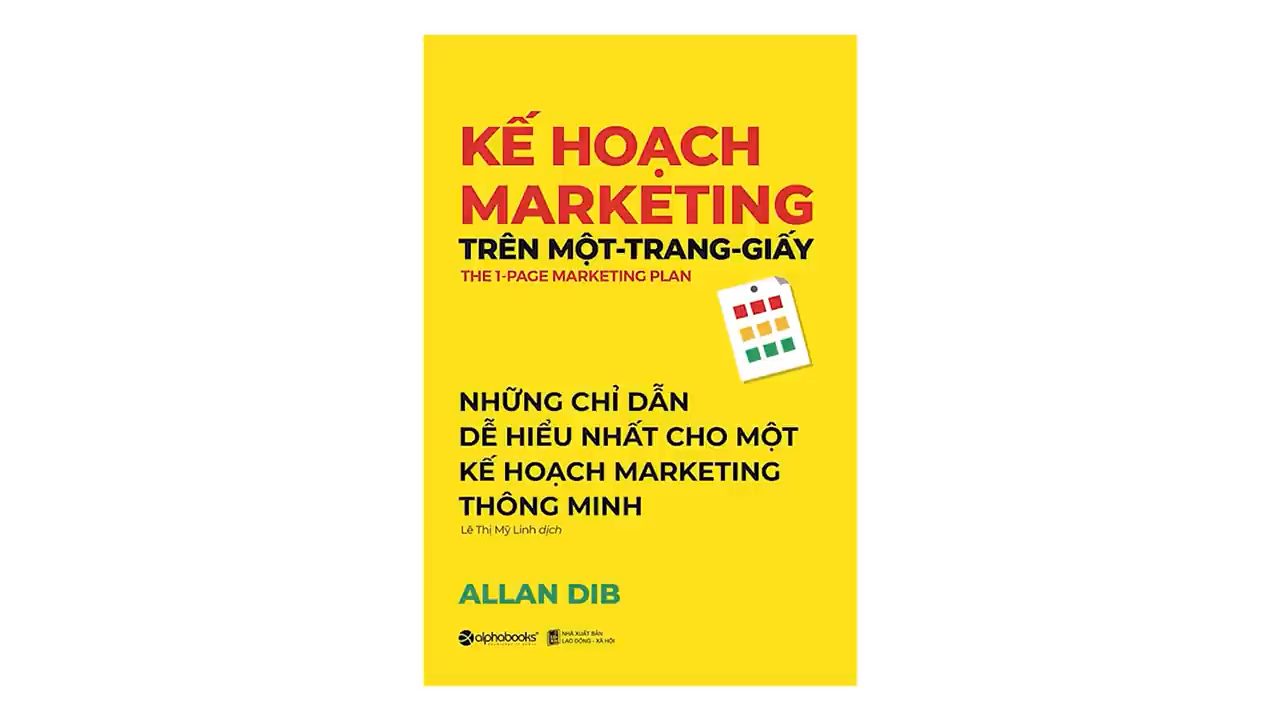 KẾ HOẠCH
MARKETING
TRÊN MỘT-TRANG-GIẤY
THE 1-PAGE MARKETING PLAN
NHỮNG CHỈ DẪN
DỄ HIỂU NHẤT CHO MỘT
KẾ HOẠCH MARKETING
THÔNG MINH
Lê Thị Mỹ Linh dịch
ALLAN DIB
alphabooks®
NHÀ XUẤT BẢN
LAO ĐỘNG - XÃ HỘI